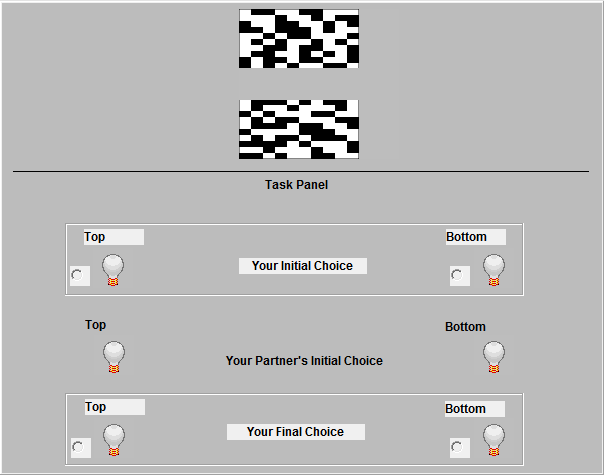 Task Panel
Top
Bottom
Your Initial Choice
Top
Bottom
Your Partner's Initial Choice
Top
Bottom
Your Final Choice